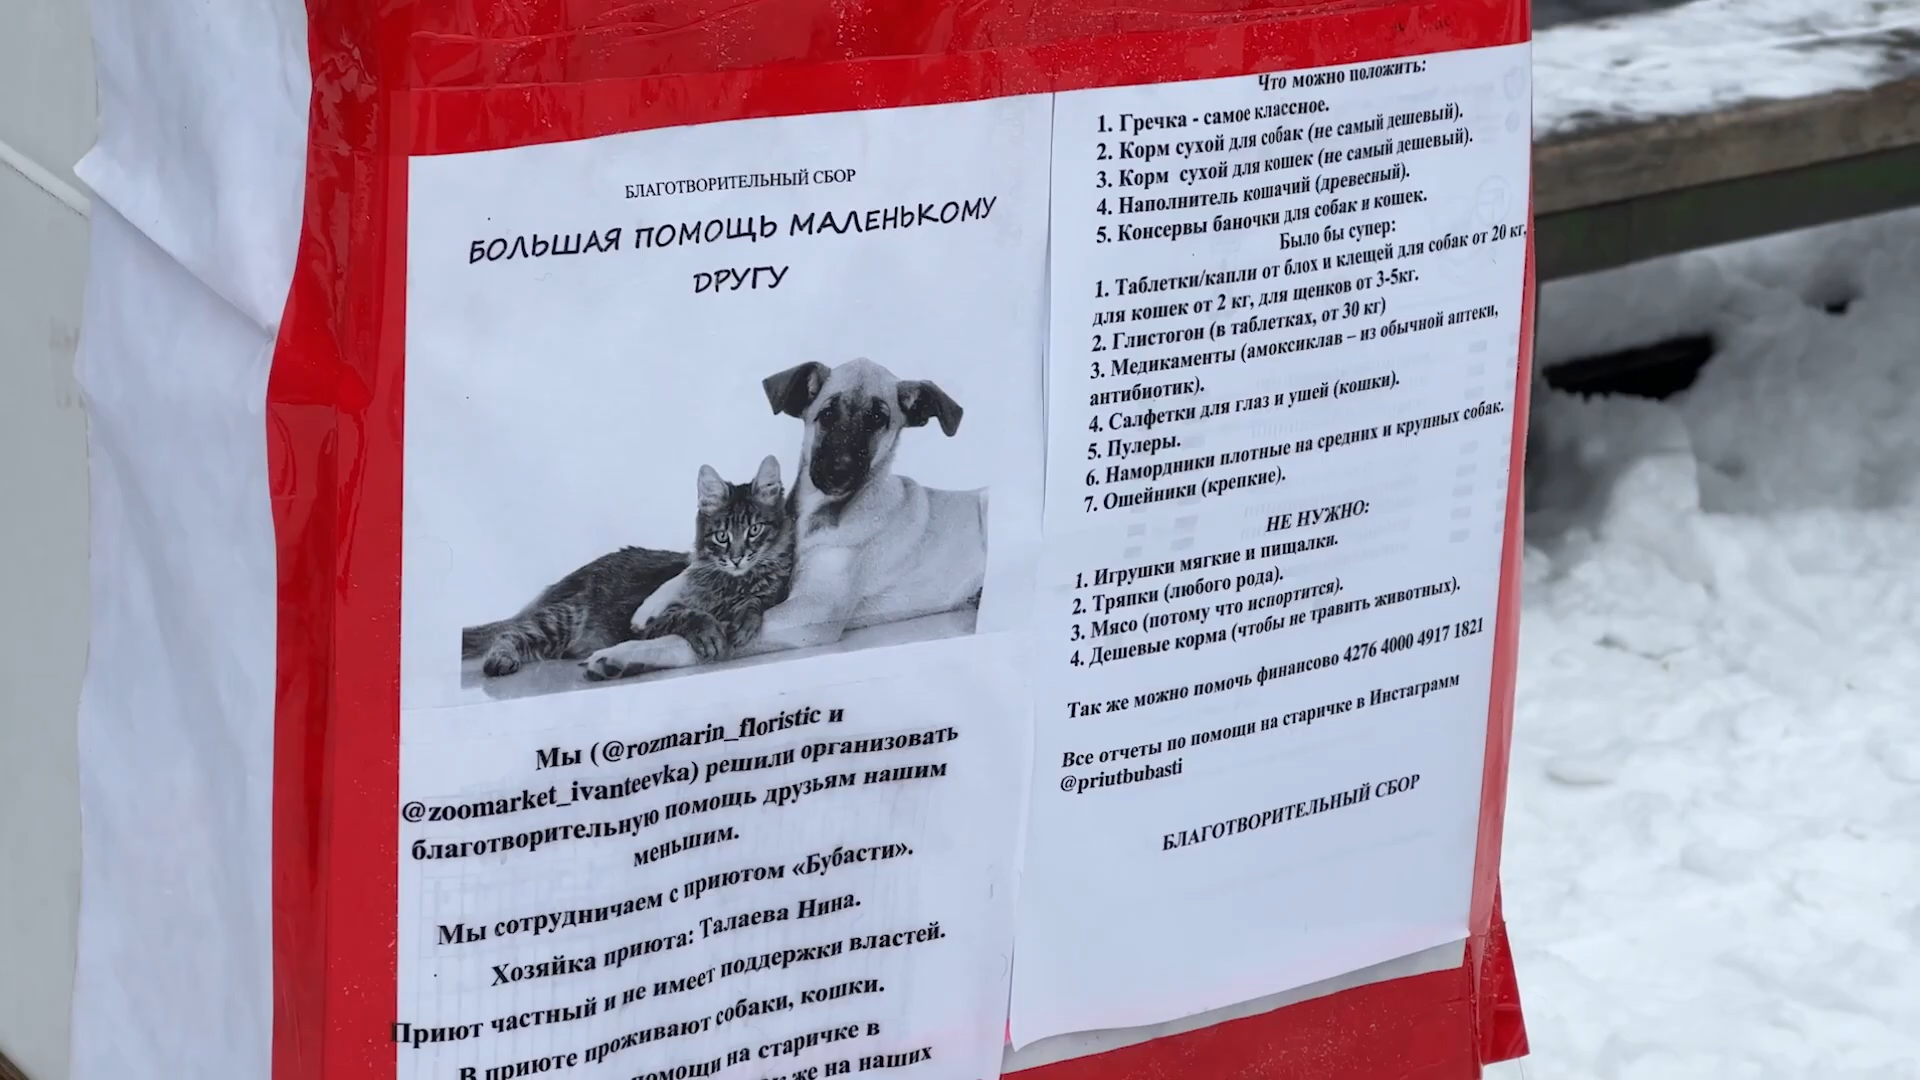 БЛАГОТВОРИТЕЛЬНЫЙ СБОР
БОЛЬШАЯ ПОМОЩЬ МАЛЕНЬКОМУ
DРУГУ
Мы (@rozmarin_floristic и
@zoomarket_ivanteevka) решили организовать
благотворительную помощь друзьям нашим
меньшим.
Мы сотрудничаем с приютом «Бубасти».
Хозяйка приюта: Талаева Нина.
Приют частный и не имеет поддержки властей.
В приюте проживают собаки, кошки.
помощи на старичке в
же на наших
Что можно положить:
1. Гречка - самое классное.
2. Корм сухой для собак (не самый дешевый).
3. Корм сухой для кошек (не самый дешевый).
4. Наполнитель кошачий (древесный).
5. Консервы баночки для собак и кошек.
Было бы супер:
1. Таблетки/капли от блох и клещей для собак от 20 кг,
для кошек от 2 кг, для щенков от 3-5кг.
2. Глистогон (в таблетках, от 30 кг)
3. Медикаменты (амоксиклав – из обычной аптеки,
антибиотик).
4. Салфетки для глаз и ушей (кошки).
5. Пулеры.
6. Намордники плотные на средних и крупных собак.
7. Ошейники (крепкие).
НЕ НУЖНО:
1. Игрушки мягкие и пищалки.
2. Тряпки (любого рода).
3. Мясо (потому что испортится).
4. Дешевые корма (чтобы не травить животных).
Так же можно помочь финансово 4276 4000 4917 1821
Все отчеты по помощи на старичке в Инстаграмм
@priutbubasti
БЛАГОТВОРИТЕЛЬНЫЙ СБОР